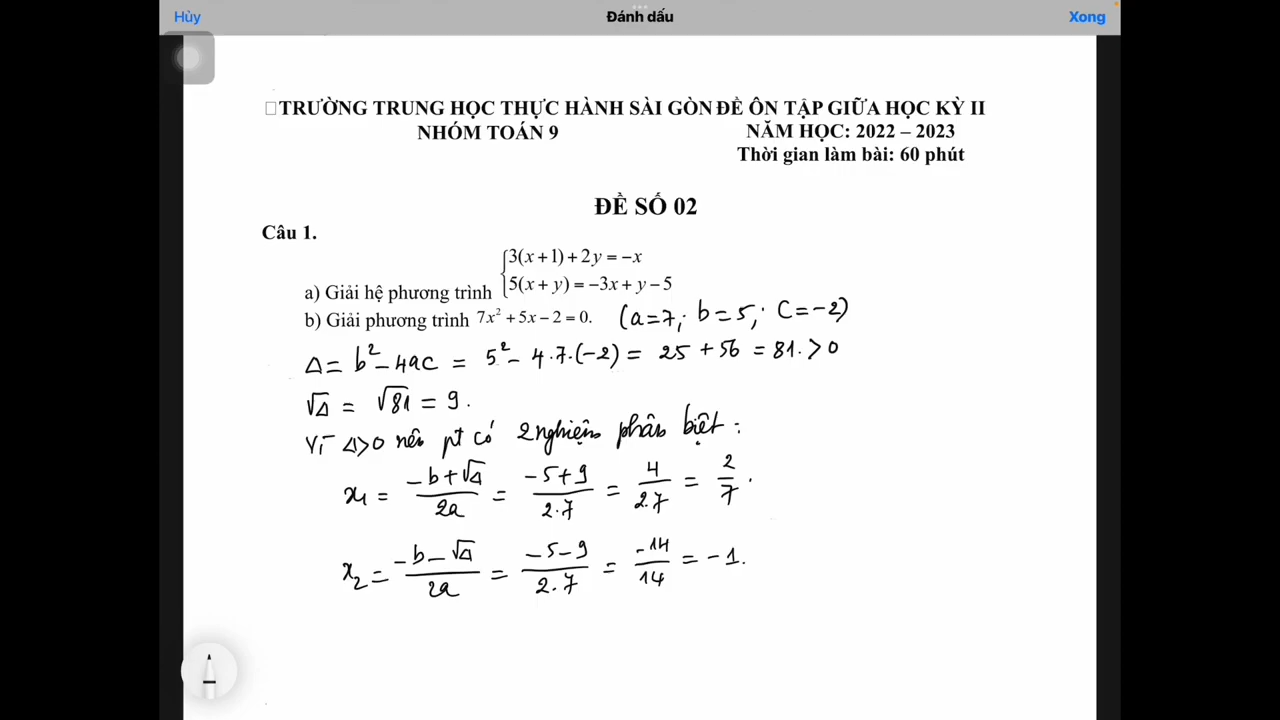 Hủy Đánh dấu Xong
□TRƯỜNG TRUNG HỌC THỰC HÀNH SÀI GÒN ĐỀ ÔN TẬP GIỮA HỌC KỲ II
NHÓM TOÁN 9 NĂM HỌC: 2022 – 2023
Thời gian làm bài: 60 phút
ĐỀ SỐ 02
Câu 1.
3(x+1)+2y=−x
a) Giải hệ phương trình { 5(x+y)=−3x+y−5
b) Giải phương trình 7x²+5x−2=0. (a=7; b=5; c=−2)
Δ= b²−4ac = 5²− 4.7.(−2) = 25 +56 = 81.>0
√Δ = √81 = 9.
Vì Δ>0 nên pt có 2 nghiệm phân biệt:
x₁ = (−b+√Δ)/2a = (−5+9)/2.7 = 4/2.7 = 2/7.
x₂ = (−b−√Δ)/2a = (−5−9)/2.7 = −14/14 = −1.